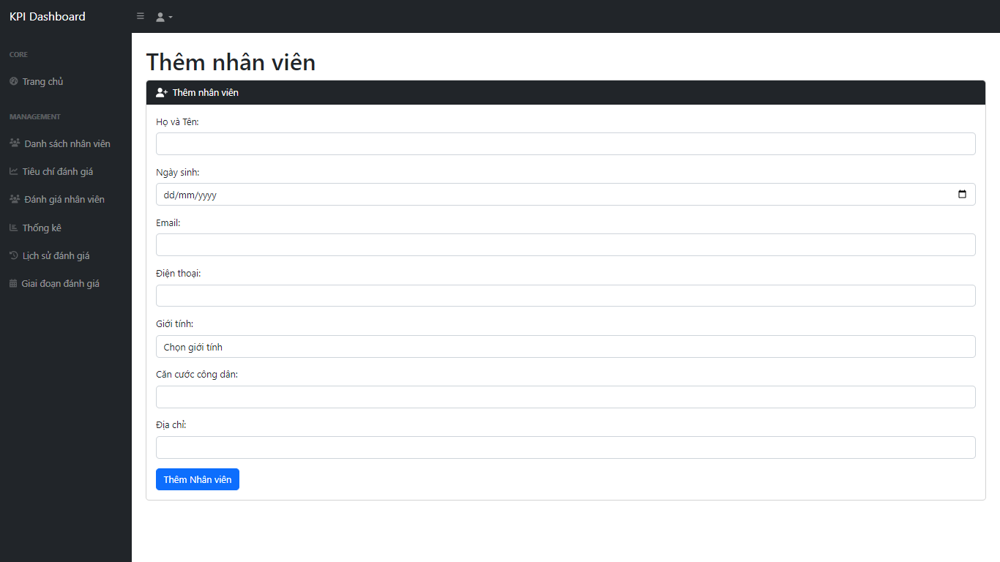 KPI Dashboard
CORE
Trang chủ
MANAGEMENT
Danh sách nhân viên
Tiêu chí đánh giá
Đánh giá nhân viên
Thống kê
Lịch sử đánh giá
Giai đoạn đánh giá
Thêm nhân viên
Thêm nhân viên
Họ và Tên:
Ngày sinh:
dd/mm/yyyy
Email:
Điện thoại:
Giới tính:
Chọn giới tính
Căn cước công dân:
Địa chỉ:
Thêm Nhân viên